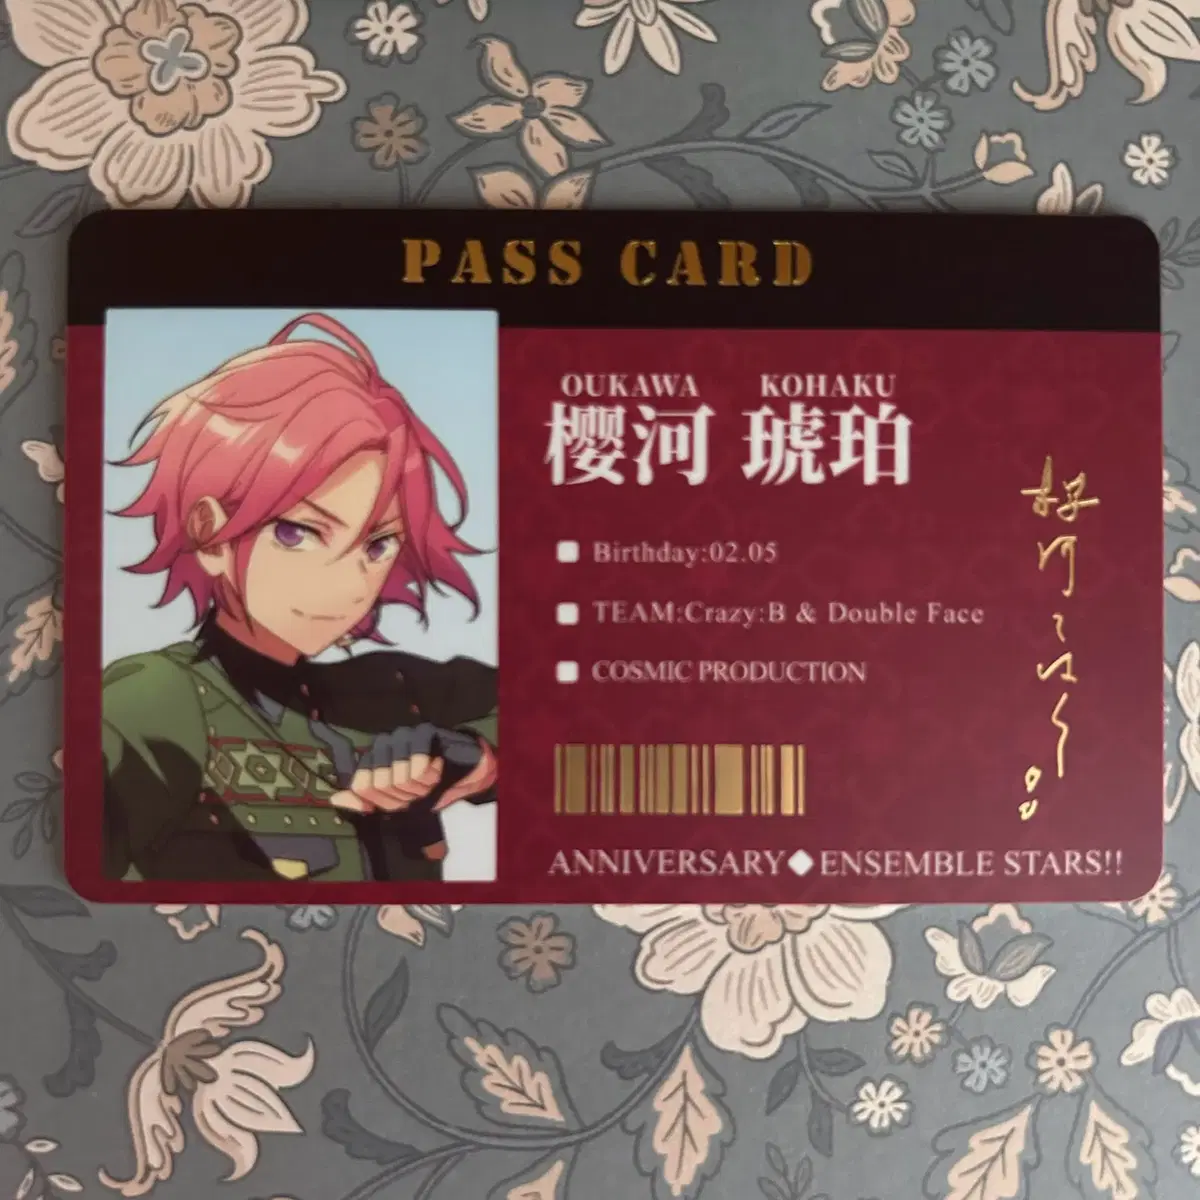 PASS CARD
OUKAWA KOHAKU
樱河 琥珀
Birthday:02.05
TEAM:Crazy:B & Double Face
COSMIC PRODUCTION
ANNIVERSARY◆ENSEMBLE STARS!!